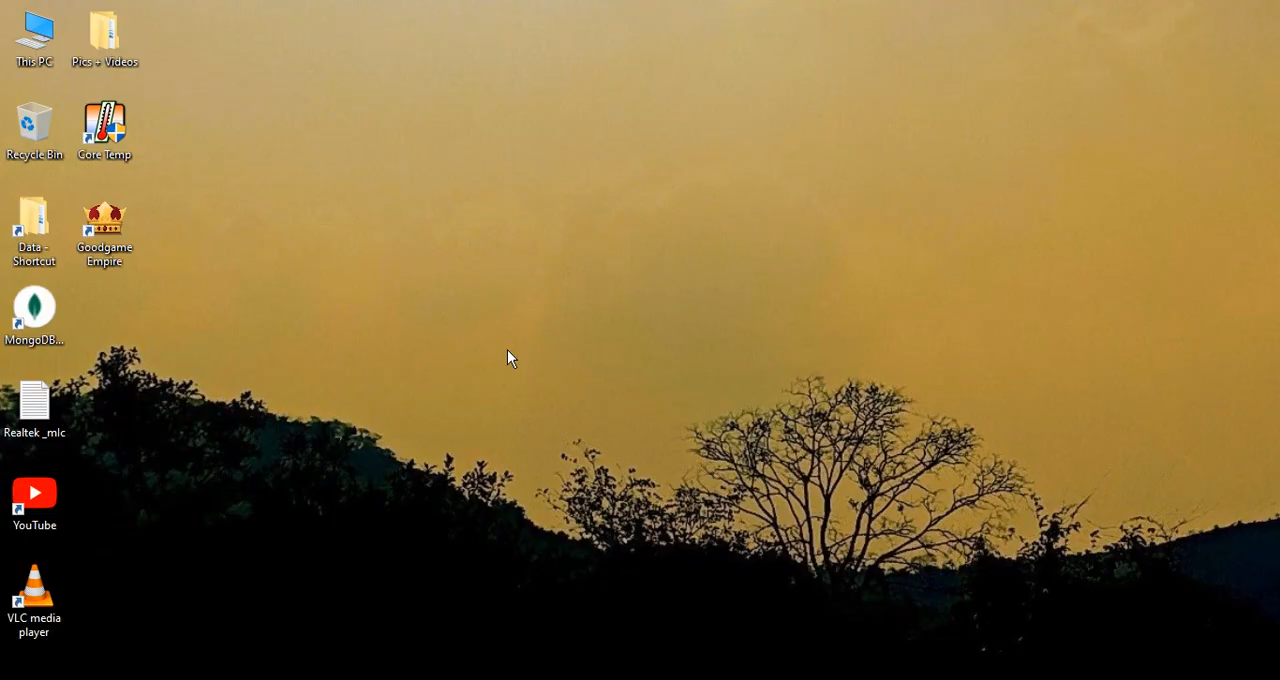 This PC
Pics + Videos
Recycle Bin
Core Temp
Data -
Shortcut
Goodgame
Empire
MongoDB...
Realtek _mlc
YouTube
VLC media
player